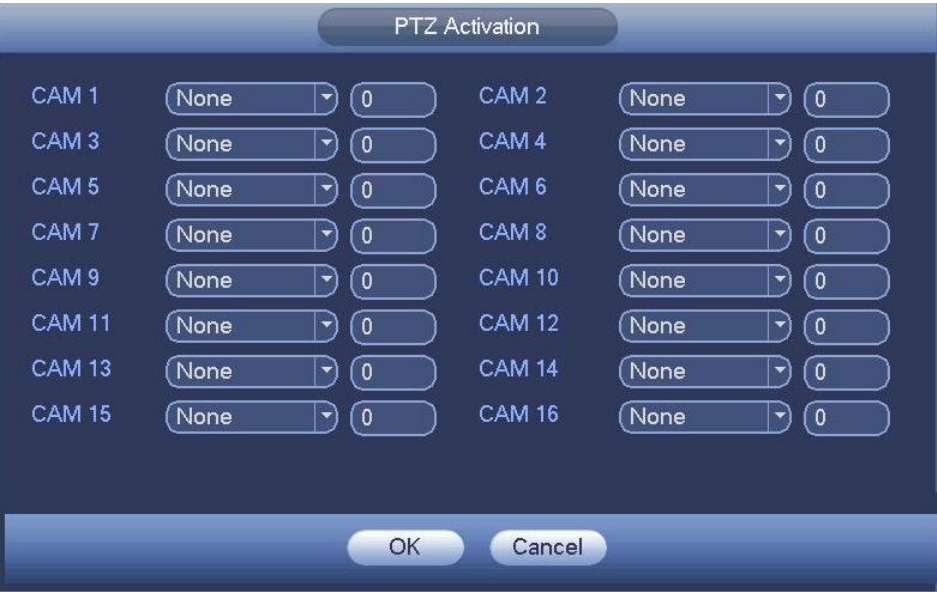 PTZ Activation
CAM 1 None 0 CAM 2 None 0
CAM 3 None 0 CAM 4 None 0
CAM 5 None 0 CAM 6 None 0
CAM 7 None 0 CAM 8 None 0
CAM 9 None 0 CAM 10 None 0
CAM 11 None 0 CAM 12 None 0
CAM 13 None 0 CAM 14 None 0
CAM 15 None 0 CAM 16 None 0
OK Cancel